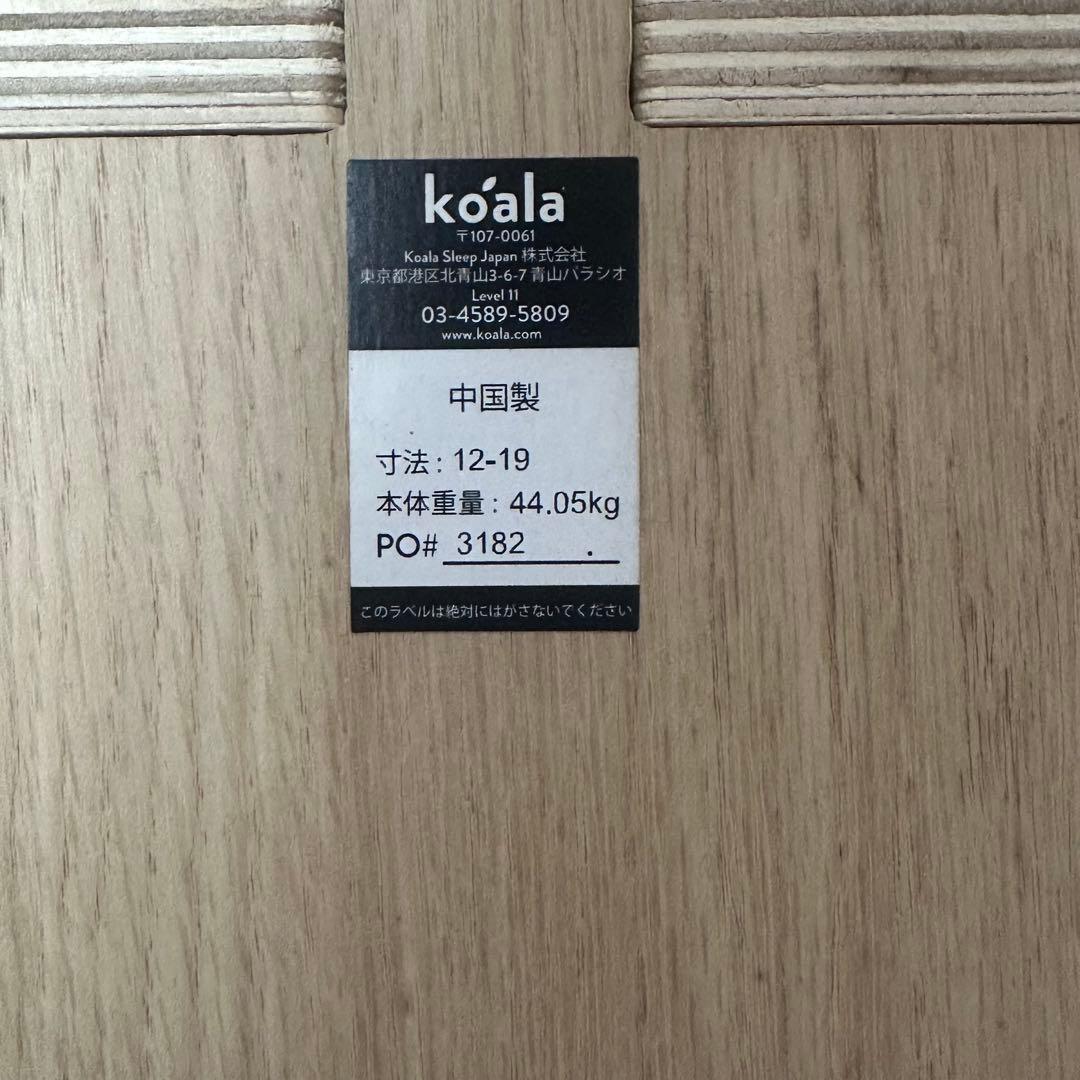 koala
〒107-0061
Koala Sleep Japan 株式会社
東京都港区北青山3-6-7 青山パラシオ
Level 11
03-4589-5809
www.koala.com
中国製
寸法 : 12-19
本体重量 : 44.05kg
PO# 3182 .
このラベルは絶対にはがさないでください